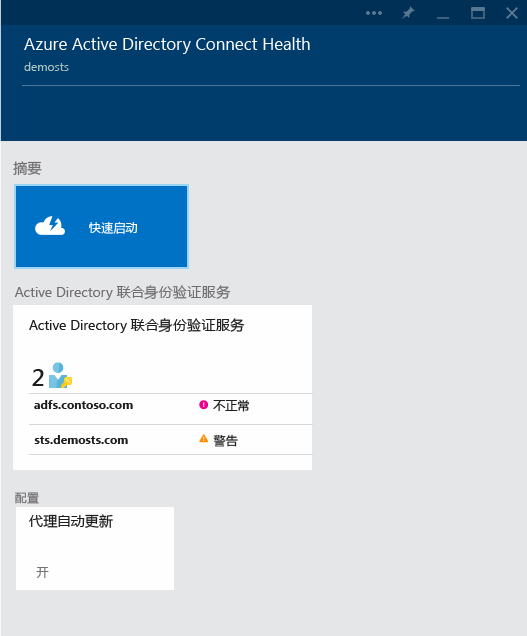 Azure Active Directory Connect Health
demosts
摘要
快速启动
Active Directory 联合身份验证服务
Active Directory 联合身份验证服务
2
adfs.contoso.com 不正常
sts.demosts.com 警告
配置
代理自动更新
开